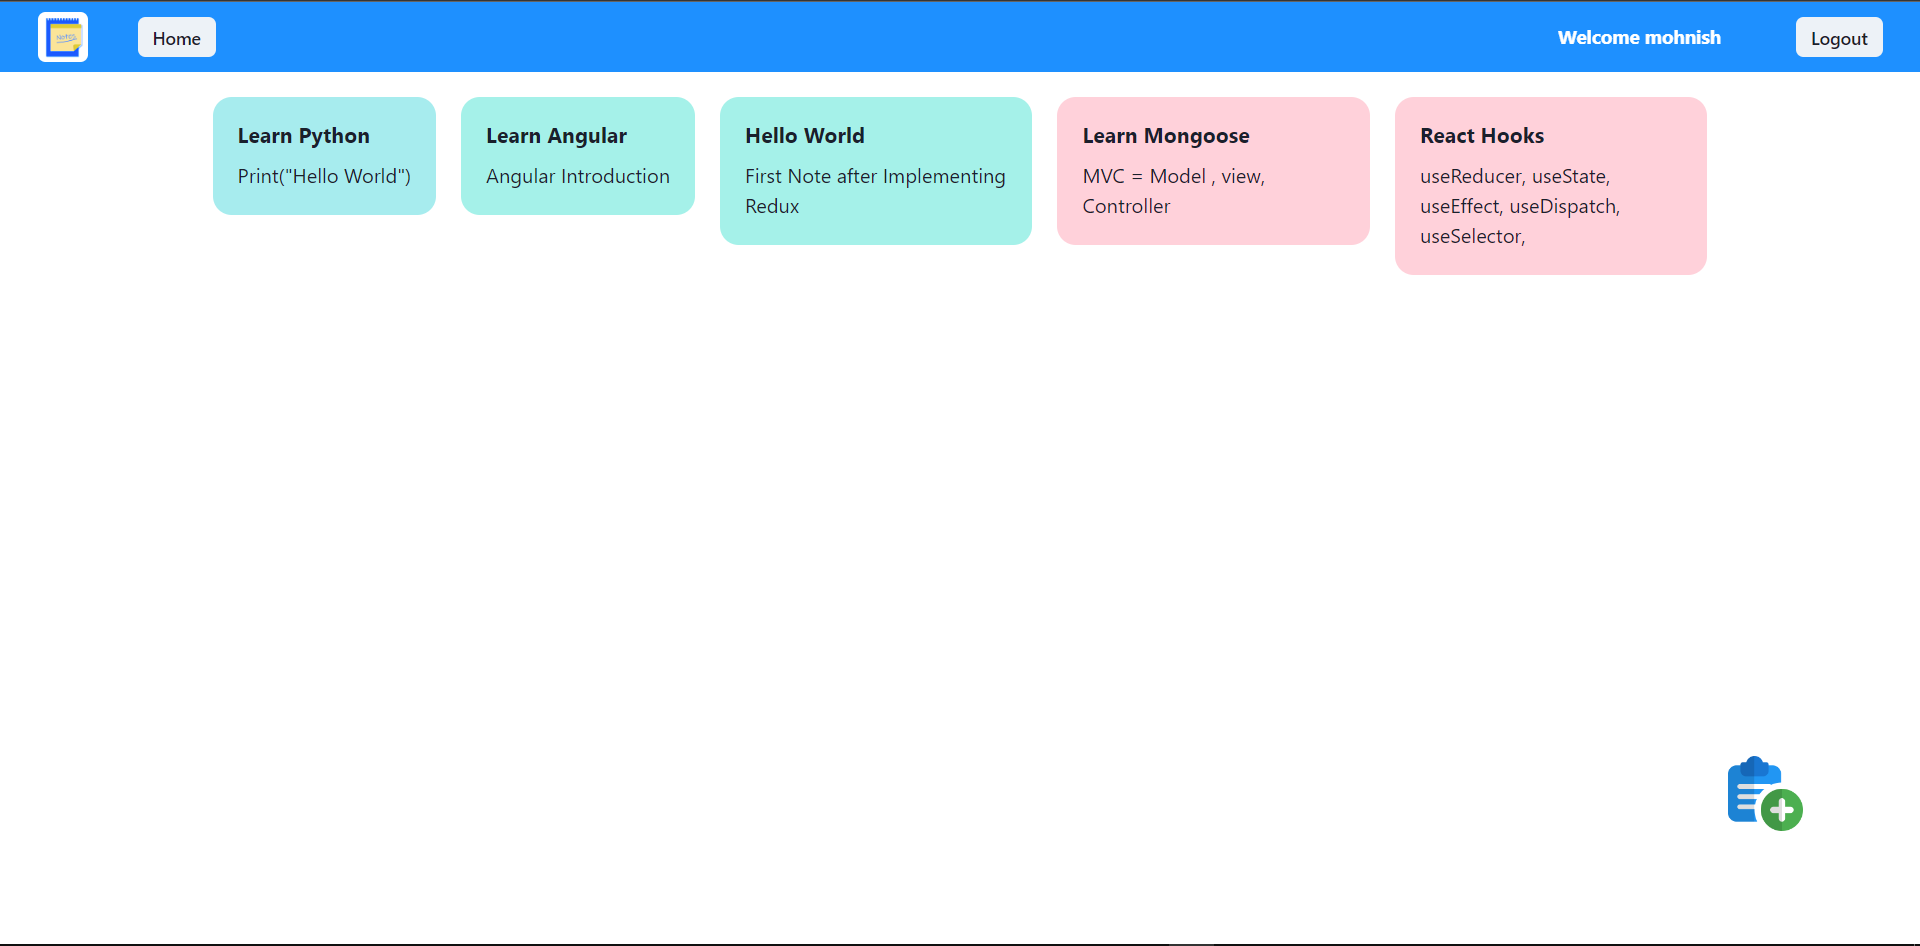 Notes
Home
Welcome mohnish
Logout
Learn Python
Print("Hello World")
Learn Angular
Angular Introduction
Hello World
First Note after Implementing
Redux
Learn Mongoose
MVC = Model , view,
Controller
React Hooks
useReducer, useState,
useEffect, useDispatch,
useSelector,